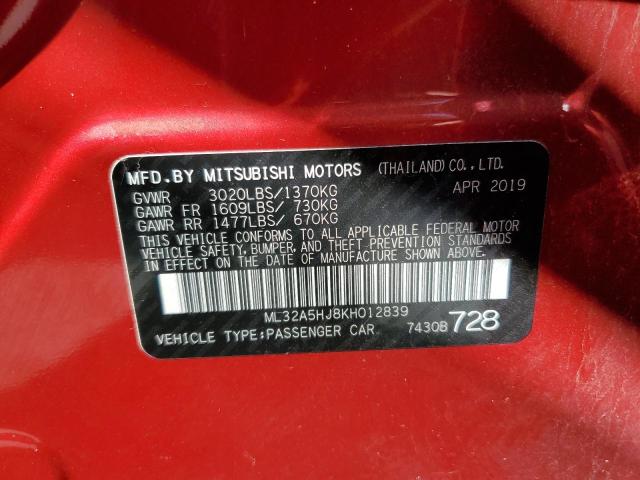 MFD.BY MITSUBISHI MOTORS (THAILAND)CO.,LTD.
GVWR 3020LBS/1370KG APR 2019
GAWR FR 1609LBS/ 730KG
GAWR RR 1477LBS/ 670KG
THIS VEHICLE CONFORMS TO ALL APPLICABLE FEDERAL MOTOR
VEHICLE SAFETY,BUMPER,AND THEFT PREVENTION STANDARDS
IN EFFECT ON THE DATE OF MANUFACTURE SHOWN ABOVE.
ML32A5HJ8KH012839
VEHICLE TYPE:PASSENGER CAR 7430B 728